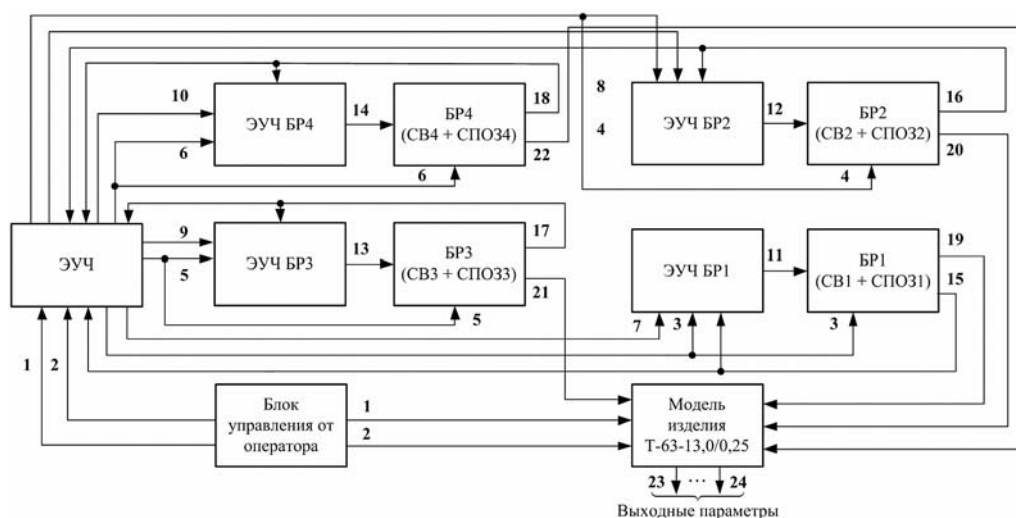 10
6
ЭУЧ БР4
14
БР4
(СВ4 + СПОЗ4)
18
22
6
8
4
ЭУЧ БР2
12
БР2
(СВ2 + СПОЗ2)
16
20
4
ЭУЧ
9
5
ЭУЧ БР3
13
БР3
(СВ3 + СПОЗ3)
17
21
5
ЭУЧ БР1
11
БР1
(СВ1 + СПОЗ1)
19
15
7
3
3
1
2
Блок
управления от
оператора
1
2
Модель
изделия
Т-63-13,0/0,25
23
...
24
Выходные параметры